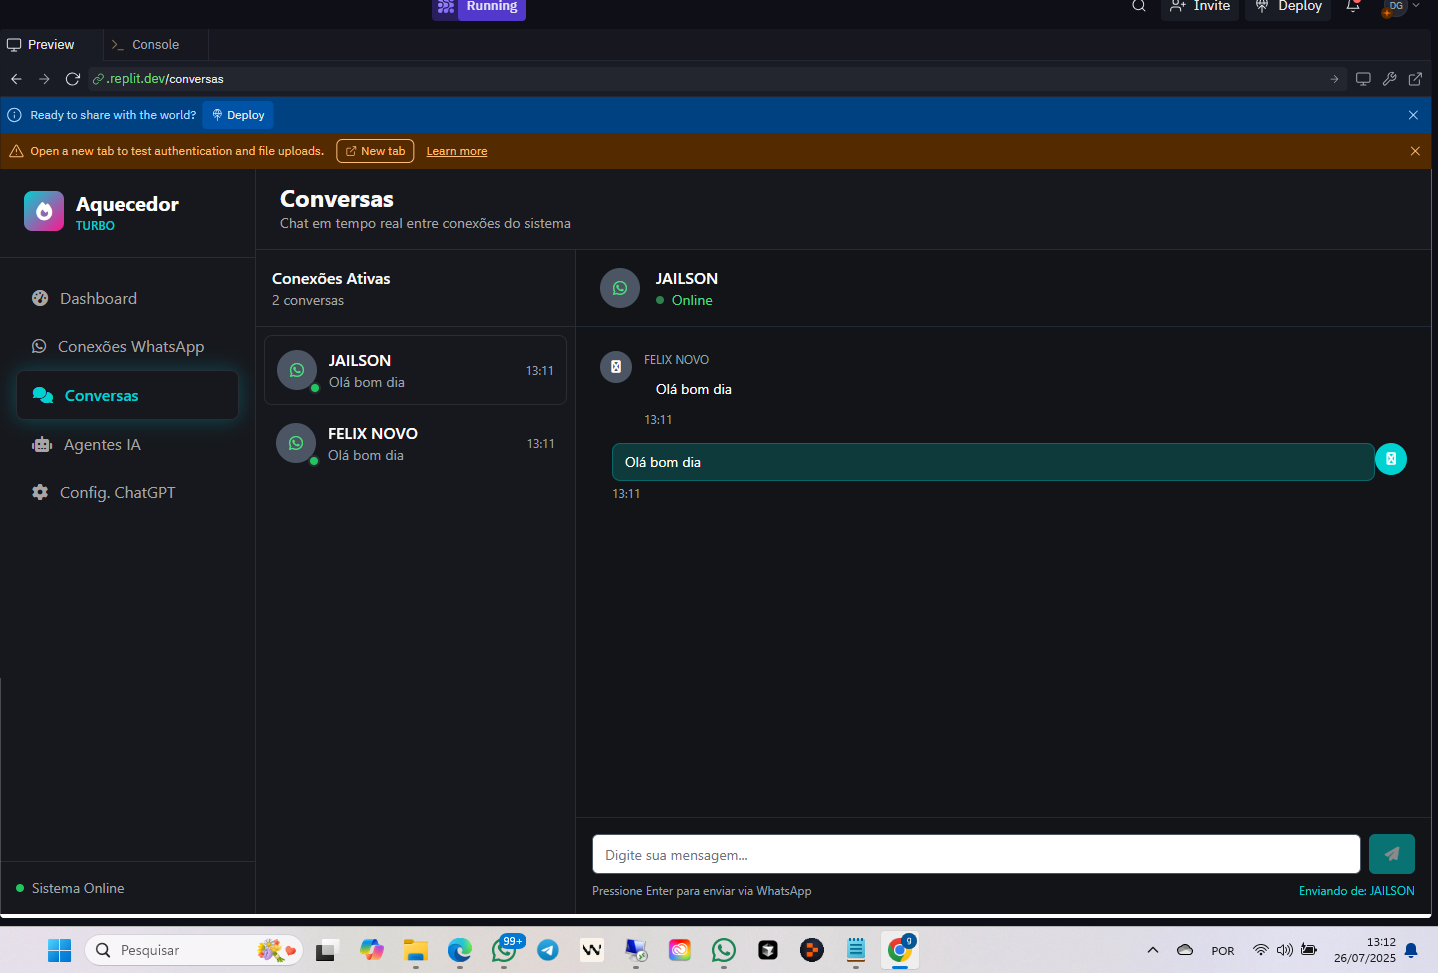 Running
Invite
Deploy
DG
Preview
Console
.replit.dev/conversas
Ready to share with the world?
Deploy
Open a new tab to test authentication and file uploads.
New tab
Learn more
Aquecedor
TURBO
Dashboard
Conexões WhatsApp
Conversas
Agentes IA
Config. ChatGPT
Sistema Online
Conversas
Chat em tempo real entre conexões do sistema
Conexões Ativas
2 conversas
JAILSON
Olá bom dia
13:11
FELIX NOVO
Olá bom dia
13:11
JAILSON
Online
FELIX NOVO
Olá bom dia
13:11
Olá bom dia
13:11
Digite sua mensagem...
Pressione Enter para enviar via WhatsApp
Enviando de: JAILSON
Pesquisar
99+
9
POR
13:12
26/07/2025